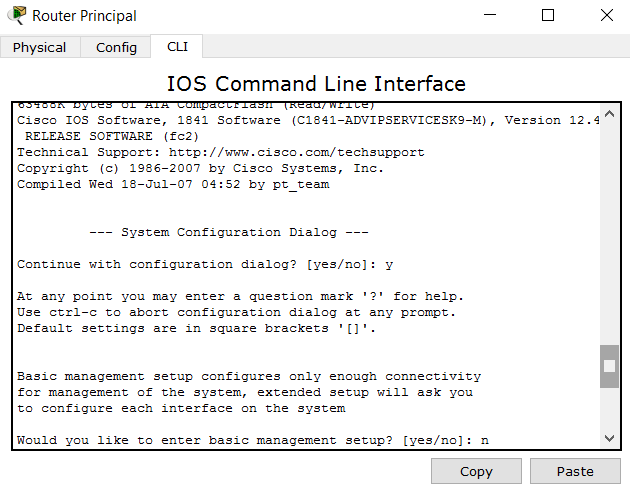 Router Principal
Physical Config CLI
IOS Command Line Interface
63488K bytes of ATA CompactFlash (Read/Write)
Cisco IOS Software, 1841 Software (C1841-ADVIPSERVICESK9-M), Version 12.4
RELEASE SOFTWARE (fc2)
Technical Support: http://www.cisco.com/techsupport
Copyright (c) 1986-2007 by Cisco Systems, Inc.
Compiled Wed 18-Jul-07 04:52 by pt_team
--- System Configuration Dialog ---
Continue with configuration dialog? [yes/no]: y
At any point you may enter a question mark '?' for help.
Use ctrl-c to abort configuration dialog at any prompt.
Default settings are in square brackets '[]'.
Basic management setup configures only enough connectivity
for management of the system, extended setup will ask you
to configure each interface on the system
Would you like to enter basic management setup? [yes/no]: n
Copy Paste